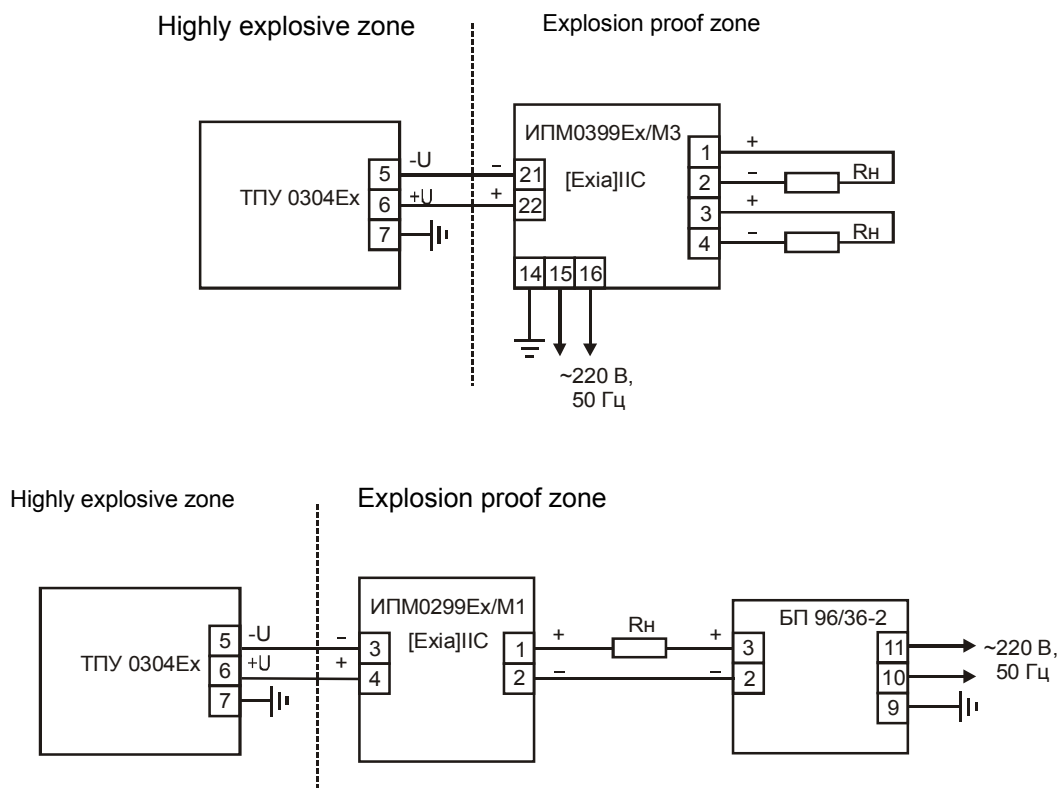 Highly explosive zone
Explosion proof zone
ИПМ0399Ex/М3
[Exia]IIC
ТПУ 0304Ex
5
6
7
-U
+U
−
+
21
22
1
2
3
4
+
−
+
−
Rн
Rн
14 15 16
~220 В,
50 Гц
Highly explosive zone
Explosion proof zone
ТПУ 0304Ex
5
6
7
-U
+U
−
+
ИПМ0299Ex/М1
[Exia]IIC
3
4
1
2
+
−
Rн
+
−
БП 96/36-2
3
2
11
10
9
~220 В,
50 Гц